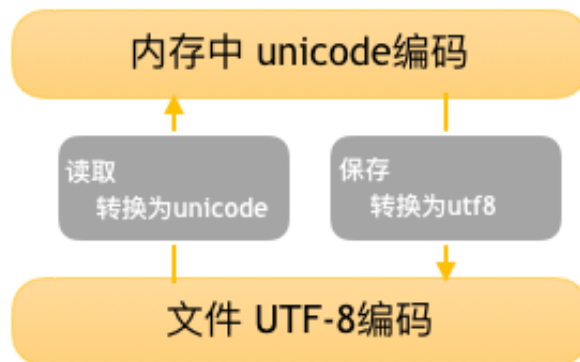 内存中 unicode编码
读取
转换为unicode
保存
转换为utf8
文件 UTF-8编码